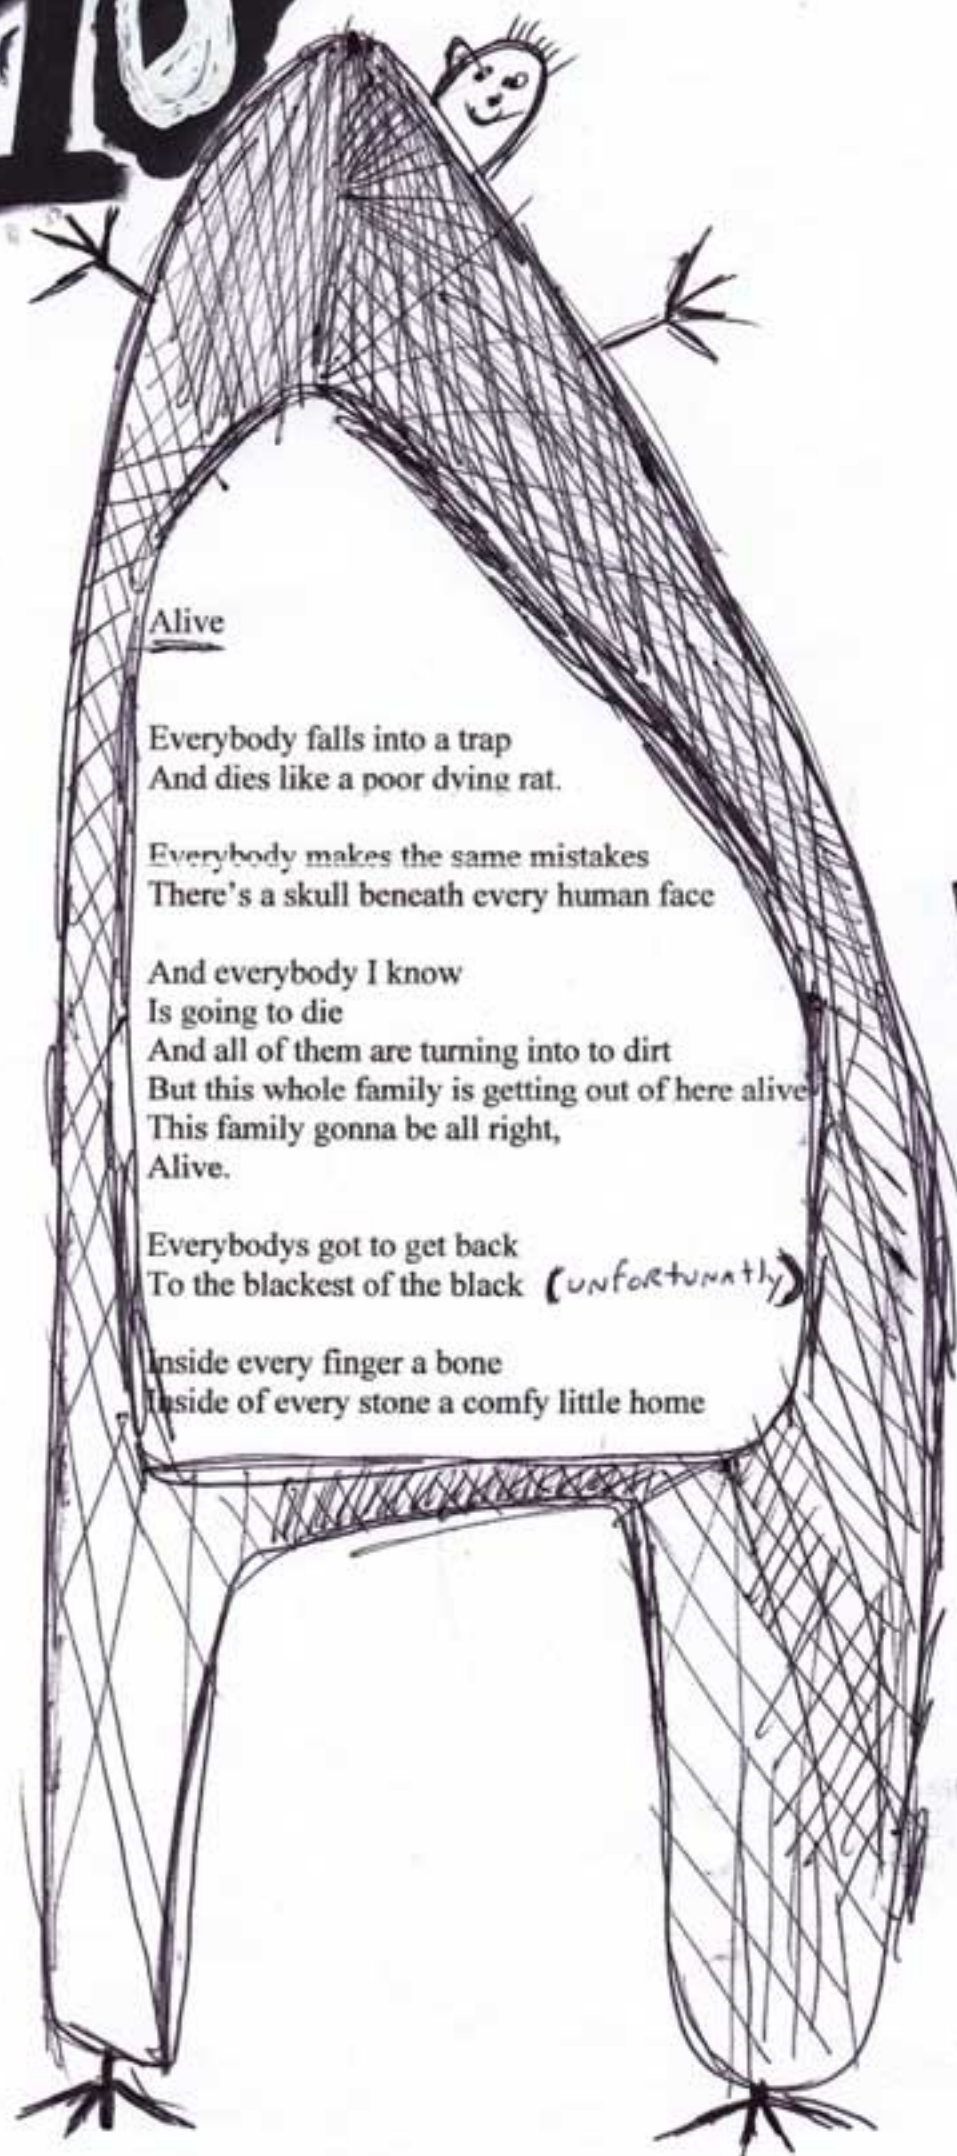 10
Alive
Everybody falls into a trap
And dies like a poor dying rat.
Everybody makes the same mistakes
There's a skull beneath every human face
And everybody I know
Is going to die
And all of them are turning into to dirt
But this whole family is getting out of here alive
This family gonna be all right,
Alive.
Everybodys got to get back
To the blackest of the black (unfortunatly)
Inside every finger a bone
Inside of every stone a comfy little home